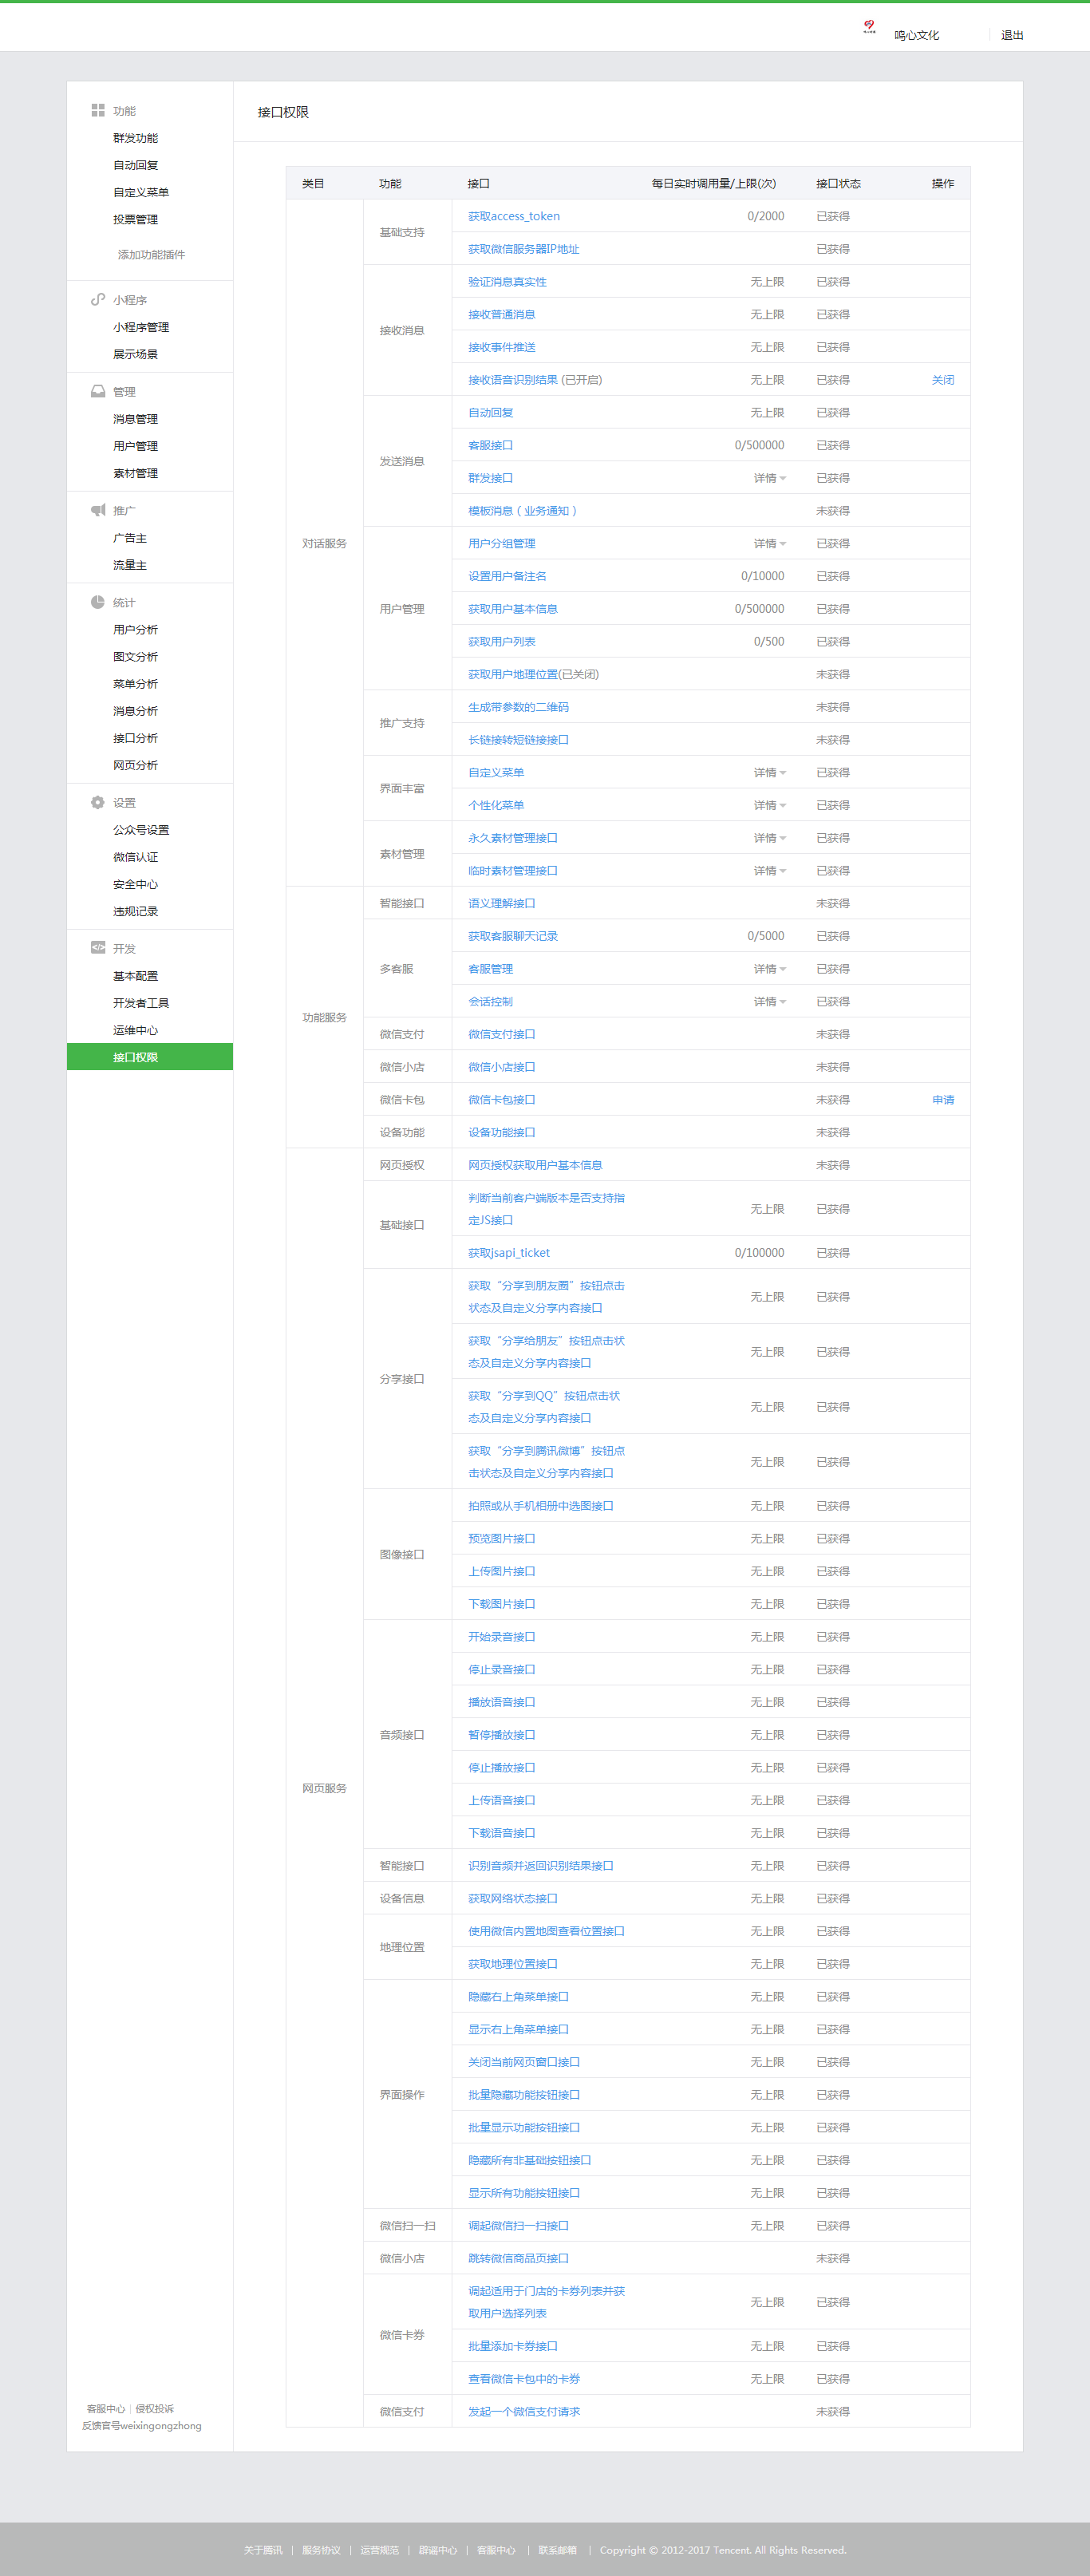 鸣心文化 退出
功能
群发功能
自动回复
自定义菜单
投票管理
添加功能插件
小程序
小程序管理
展示场景
管理
消息管理
用户管理
素材管理
推广
广告主
流量主
统计
用户分析
图文分析
菜单分析
消息分析
接口分析
网页分析
设置
公众号设置
微信认证
安全中心
违规记录
开发
基本配置
开发者工具
运维中心
接口权限
客服中心 侵权投诉
反馈官号weixingongzhong
接口权限
类目 功能 接口 每日实时调用量/上限(次) 接口状态 操作
对话服务
基础支持
获取access_token 0/2000 已获得
获取微信服务器IP地址 已获得
接收消息
验证消息真实性 无上限 已获得
接收普通消息 无上限 已获得
接收事件推送 无上限 已获得
接收语音识别结果 (已开启) 无上限 已获得 关闭
发送消息
自动回复 无上限 已获得
客服接口 0/500000 已获得
群发接口 详情 已获得
模板消息（业务通知） 未获得
用户管理
用户分组管理 详情 已获得
设置用户备注名 0/10000 已获得
获取用户基本信息 0/500000 已获得
获取用户列表 0/500 已获得
获取用户地理位置(已关闭) 未获得
推广支持
生成带参数的二维码 未获得
长链接转短链接接口 未获得
界面丰富
自定义菜单 详情 已获得
个性化菜单 详情 已获得
素材管理
永久素材管理接口 详情 已获得
临时素材管理接口 详情 已获得
功能服务
智能接口 语义理解接口 未获得
多客服
获取客服聊天记录 0/5000 已获得
客服管理 详情 已获得
会话控制 详情 已获得
微信支付 微信支付接口 未获得
微信小店 微信小店接口 未获得
微信卡包 微信卡包接口 未获得 申请
设备功能 设备功能接口 未获得
网页服务
网页授权 网页授权获取用户基本信息 未获得
基础接口
判断当前客户端版本是否支持指
定JS接口 无上限 已获得
获取jsapi_ticket 0/100000 已获得
分享接口
获取“分享到朋友圈”按钮点击
状态及自定义分享内容接口 无上限 已获得
获取“分享给朋友”按钮点击状
态及自定义分享内容接口 无上限 已获得
获取“分享到QQ”按钮点击状
态及自定义分享内容接口 无上限 已获得
获取“分享到腾讯微博”按钮点
击状态及自定义分享内容接口 无上限 已获得
图像接口
拍照或从手机相册中选图接口 无上限 已获得
预览图片接口 无上限 已获得
上传图片接口 无上限 已获得
下载图片接口 无上限 已获得
音频接口
开始录音接口 无上限 已获得
停止录音接口 无上限 已获得
播放语音接口 无上限 已获得
暂停播放接口 无上限 已获得
停止播放接口 无上限 已获得
上传语音接口 无上限 已获得
下载语音接口 无上限 已获得
智能接口 识别音频并返回识别结果接口 无上限 已获得
设备信息 获取网络状态接口 无上限 已获得
地理位置
使用微信内置地图查看位置接口 无上限 已获得
获取地理位置接口 无上限 已获得
界面操作
隐藏右上角菜单接口 无上限 已获得
显示右上角菜单接口 无上限 已获得
关闭当前网页窗口接口 无上限 已获得
批量隐藏功能按钮接口 无上限 已获得
批量显示功能按钮接口 无上限 已获得
隐藏所有非基础按钮接口 无上限 已获得
显示所有功能按钮接口 无上限 已获得
微信扫一扫 调起微信扫一扫接口 无上限 已获得
微信小店 跳转微信商品页接口 未获得
微信卡券
调起适用于门店的卡券列表并获
取用户选择列表 无上限 已获得
批量添加卡券接口 无上限 已获得
查看微信卡包中的卡券 无上限 已获得
微信支付 发起一个微信支付请求 未获得
关于腾讯 | 服务协议 | 运营规范 | 辟谣中心 | 客服中心 | 联系邮箱 | Copyright © 2012-2017 Tencent. All Rights Reserved.